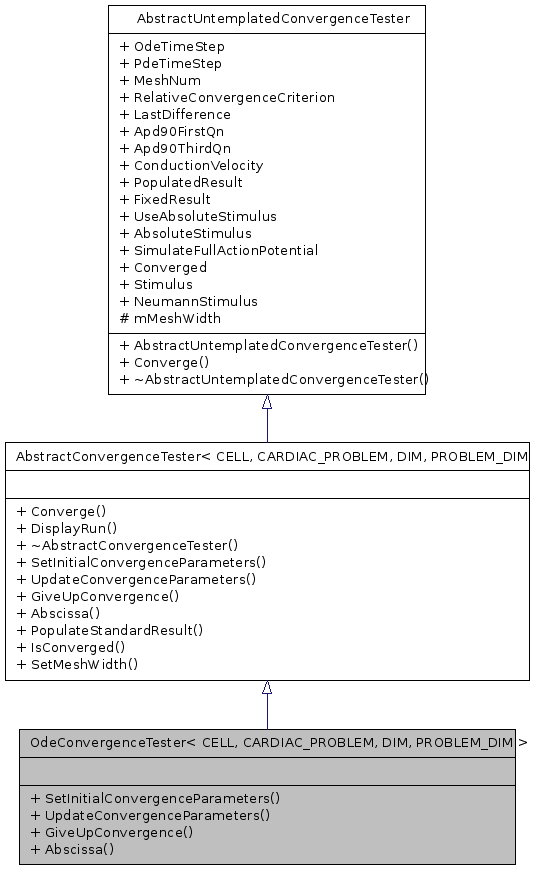 AbstractUntemplatedConvergenceTester
+ OdeTimeStep
+ PdeTimeStep
+ MeshNum
+ RelativeConvergenceCriterion
+ LastDifference
+ Apd90FirstQn
+ Apd90ThirdQn
+ ConductionVelocity
+ PopulatedResult
+ FixedResult
+ UseAbsoluteStimulus
+ AbsoluteStimulus
+ SimulateFullActionPotential
+ Converged
+ Stimulus
+ NeumannStimulus
# mMeshWidth
+ AbstractUntemplatedConvergenceTester()
+ Converge()
+ ~AbstractUntemplatedConvergenceTester()
AbstractConvergenceTester< CELL, CARDIAC_PROBLEM, DIM, PROBLEM_DIM
+ Converge()
+ DisplayRun()
+ ~AbstractConvergenceTester()
+ SetInitialConvergenceParameters()
+ UpdateConvergenceParameters()
+ GiveUpConvergence()
+ Abscissa()
+ PopulateStandardResult()
+ IsConverged()
+ SetMeshWidth()
OdeConvergenceTester< CELL, CARDIAC_PROBLEM, DIM, PROBLEM_DIM >
+ SetInitialConvergenceParameters()
+ UpdateConvergenceParameters()
+ GiveUpConvergence()
+ Abscissa()